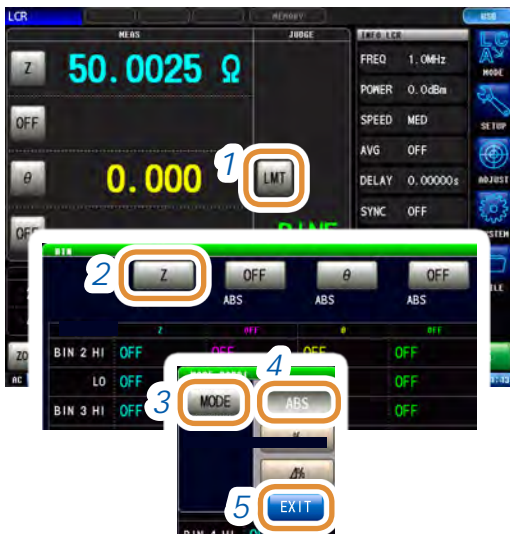 LCR MEMORY USB
MEAS JUDGE INFO LCR
Z 50.0025 Ω
FREQ 1.0MHz
MODE
POWER 0.0dBm
OFF
SPEED MED
SETUP
AVG OFF
1
θ 0.000 LMT
DELAY 0.00000s
ADJUST
SYNC OFF
OFF
BIN
2 Z OFF θ OFF
ABS ABS ABS
Z OFF θ OFF
BIN 2 HI OFF OFF OFF OFF
LO OFF OFF
BIN 3 HI OFF OFF
AC
3 MODE
4 ABS
Δ%
5 EXIT